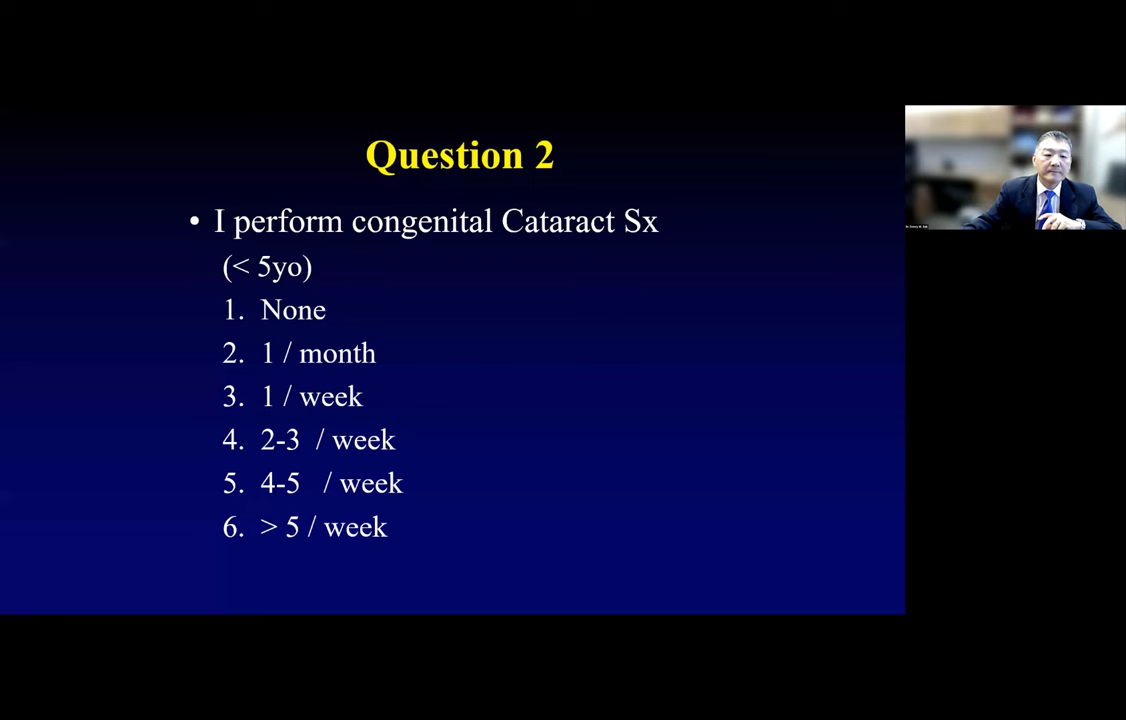 Question 2
• I perform congenital Cataract Sx
(< 5yo)
1. None
2. 1 / month
3. 1 / week
4. 2-3 / week
5. 4-5 / week
6. > 5 / week